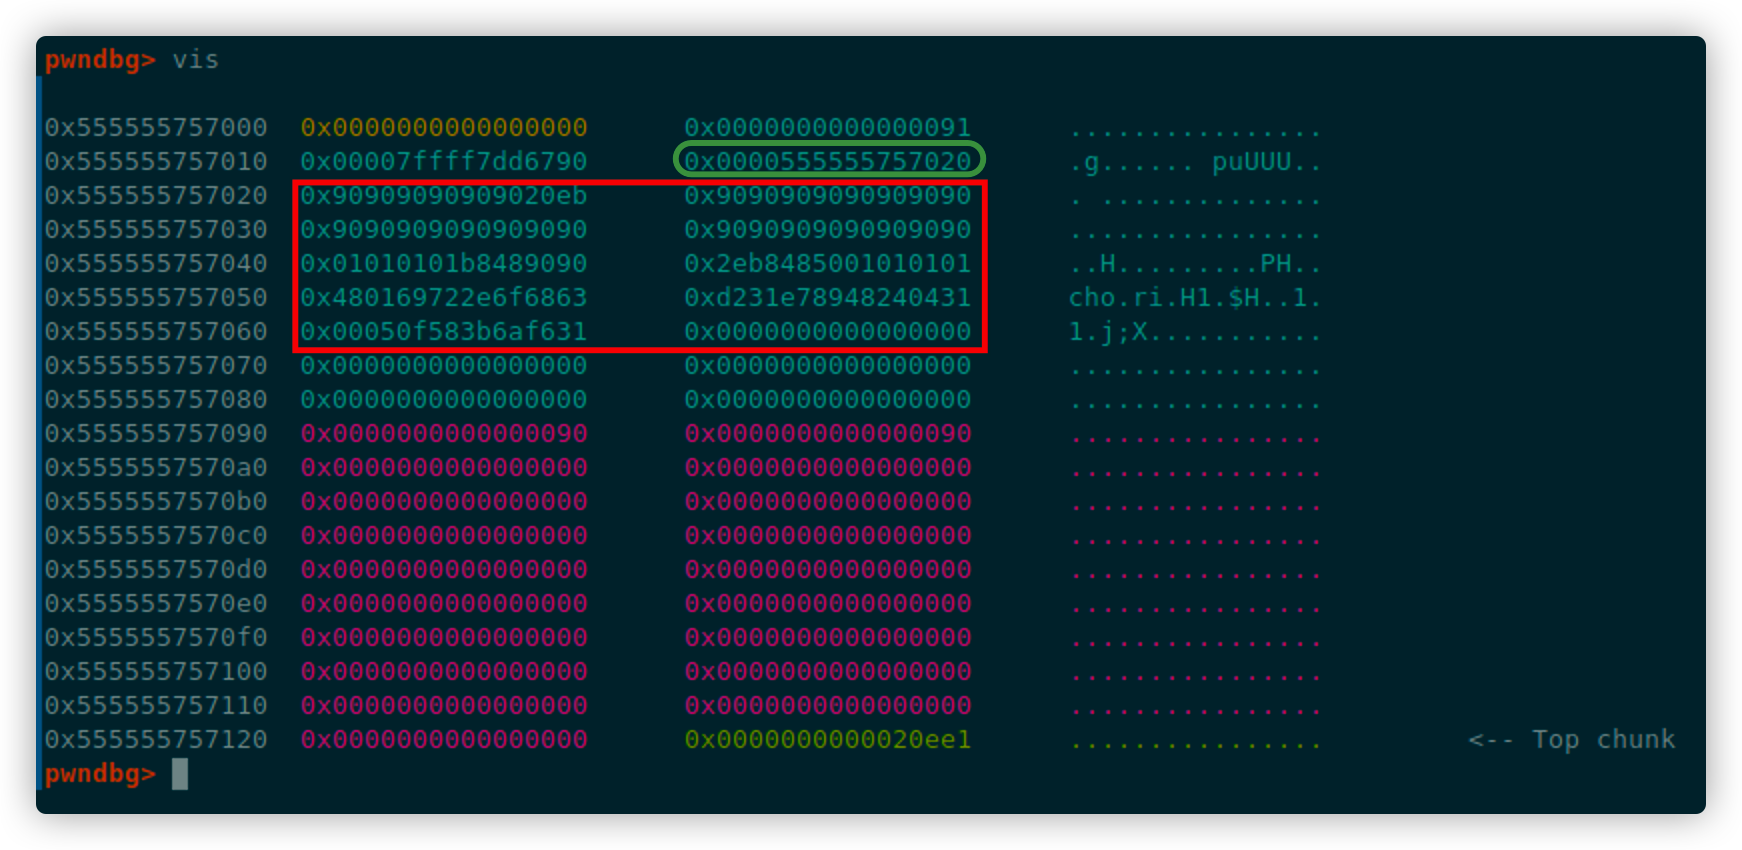 pwndbg> vis
0x555555757000 0x0000000000000000 0x0000000000000091 ................
0x555555757010 0x00007ffff7dd6790 0x0000555555757020 .g...... puUUU..
0x555555757020 0x90909090909020eb 0x9090909090909090 . ..............
0x555555757030 0x9090909090909090 0x9090909090909090 ................
0x555555757040 0x01010101b8489090 0x2eb8485001010101 ..H.........PH..
0x555555757050 0x480169722e6f6863 0xd231e78948240431 cho.ri.H1.$H..1.
0x555555757060 0x00050f583b6af631 0x0000000000000000 1.j;X...........
0x555555757070 0x0000000000000000 0x0000000000000000 ................
0x555555757080 0x0000000000000000 0x0000000000000000 ................
0x555555757090 0x0000000000000090 0x0000000000000090 ................
0x5555557570a0 0x0000000000000000 0x0000000000000000 ................
0x5555557570b0 0x0000000000000000 0x0000000000000000 ................
0x5555557570c0 0x0000000000000000 0x0000000000000000 ................
0x5555557570d0 0x0000000000000000 0x0000000000000000 ................
0x5555557570e0 0x0000000000000000 0x0000000000000000 ................
0x5555557570f0 0x0000000000000000 0x0000000000000000 ................
0x555555757100 0x0000000000000000 0x0000000000000000 ................
0x555555757110 0x0000000000000000 0x0000000000000000 ................
0x555555757120 0x0000000000000000 0x0000000000020ee1 ................ <-- Top chunk
pwndbg>